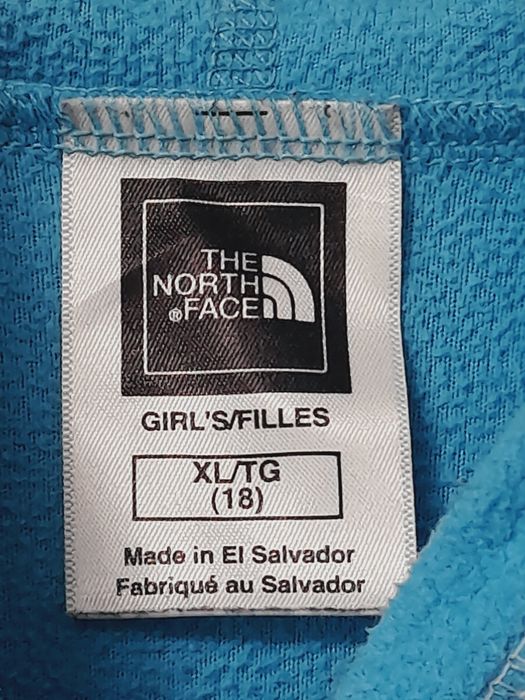 THE
NORTH
®FACE
GIRL'S/FILLES
XL/TG
(18)
Made in El Salvador
Fabriqué au Salvador